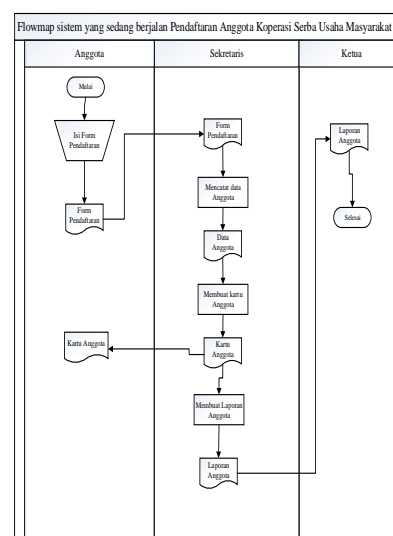 Flowmap sistem yang sedang berjalan Pendaftaran Anggota Koperasi Serba Usaha Masyarakat
Anggota
Sekretaris
Ketua
Mulai
Isi Form
Pendaftaran
Form
Pendaftaran
Form
Pendaftaran
Mencatat data
Anggota
Data
Anggota
Membuat kartu
Anggota
Kartu
Anggota
Kartu Anggota
Membuat Laporan
Anggota
Laporan
Anggota
Laporan
Anggota
Selesai